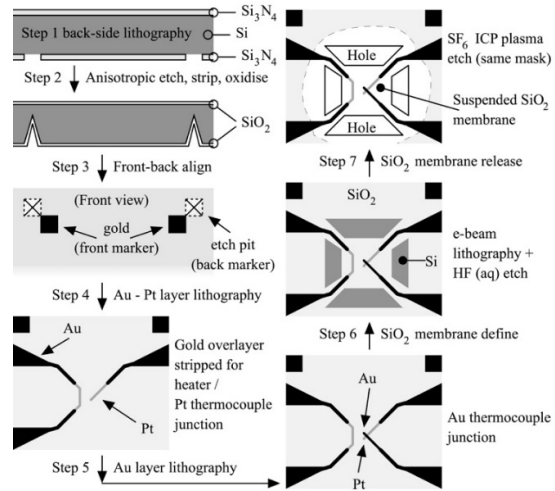 Si3N4
Step 1 back-side lithography
Si
Si3N4
Step 2
Anisotropic etch, strip, oxidise
SiO2
Step 3
Front-back align
(Front view)
gold
(front marker)
etch pit
(back marker)
Step 4
Au - Pt layer lithography
Au
Gold overlayer
stripped for
heater /
Pt thermocouple
junction
Pt
Step 5
Au layer lithography
Au
Au thermocouple
junction
Pt
Step 6
SiO2 membrane define
SiO2
e-beam
lithography +
HF (aq) etch
Si
Step 7
SiO2 membrane release
SF6 ICP plasma
etch (same mask)
Hole
Suspended SiO2
membrane
Hole